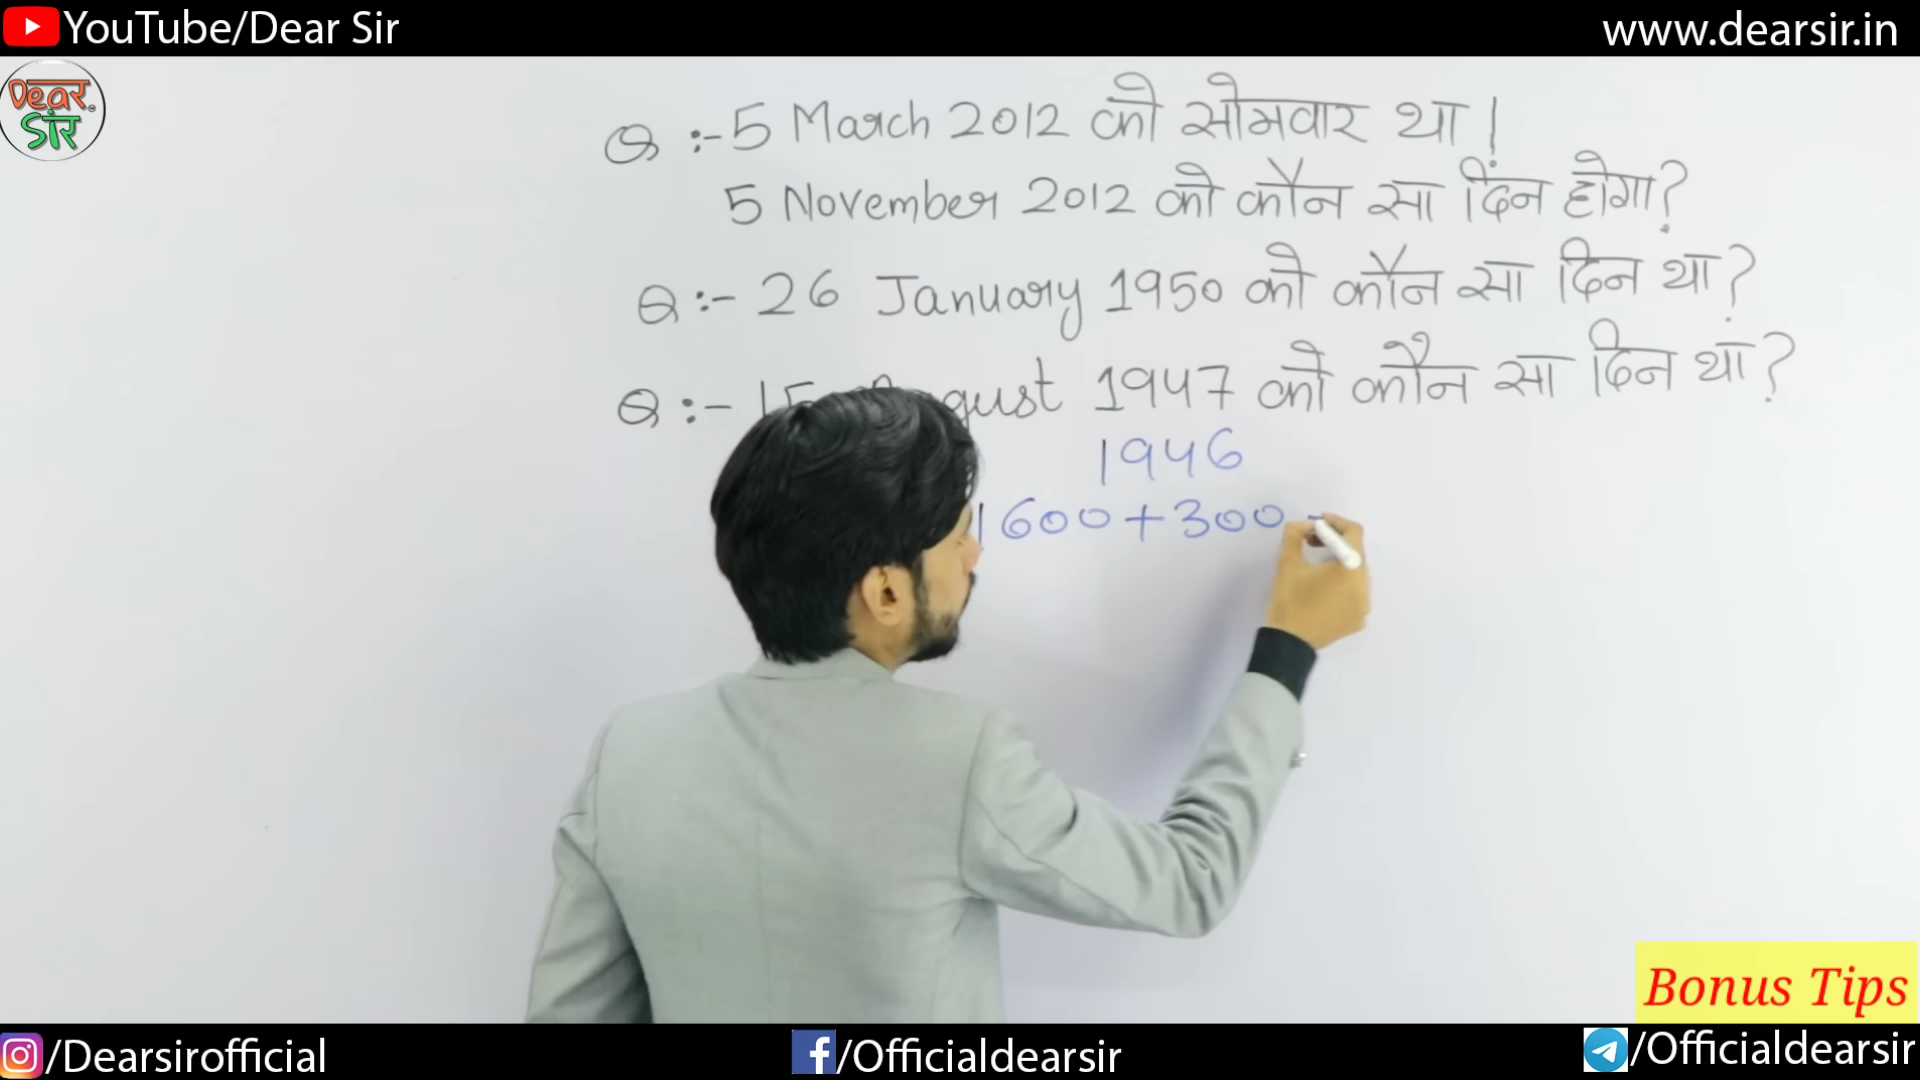 YouTube/Dear Sir
www.dearsir.in
Dear
Sir
Q :- 5 March 2012 को सोमवार था।
5 November 2012 को कौन सा दिन होगा?
Q :- 26 January 1950 को कौन सा दिन था?
Q :- 15 August 1947 को कौन सा दिन था?
1946
1600+300
Bonus Tips
/Dearsirofficial
/Officialdearsir
/Officialdearsir